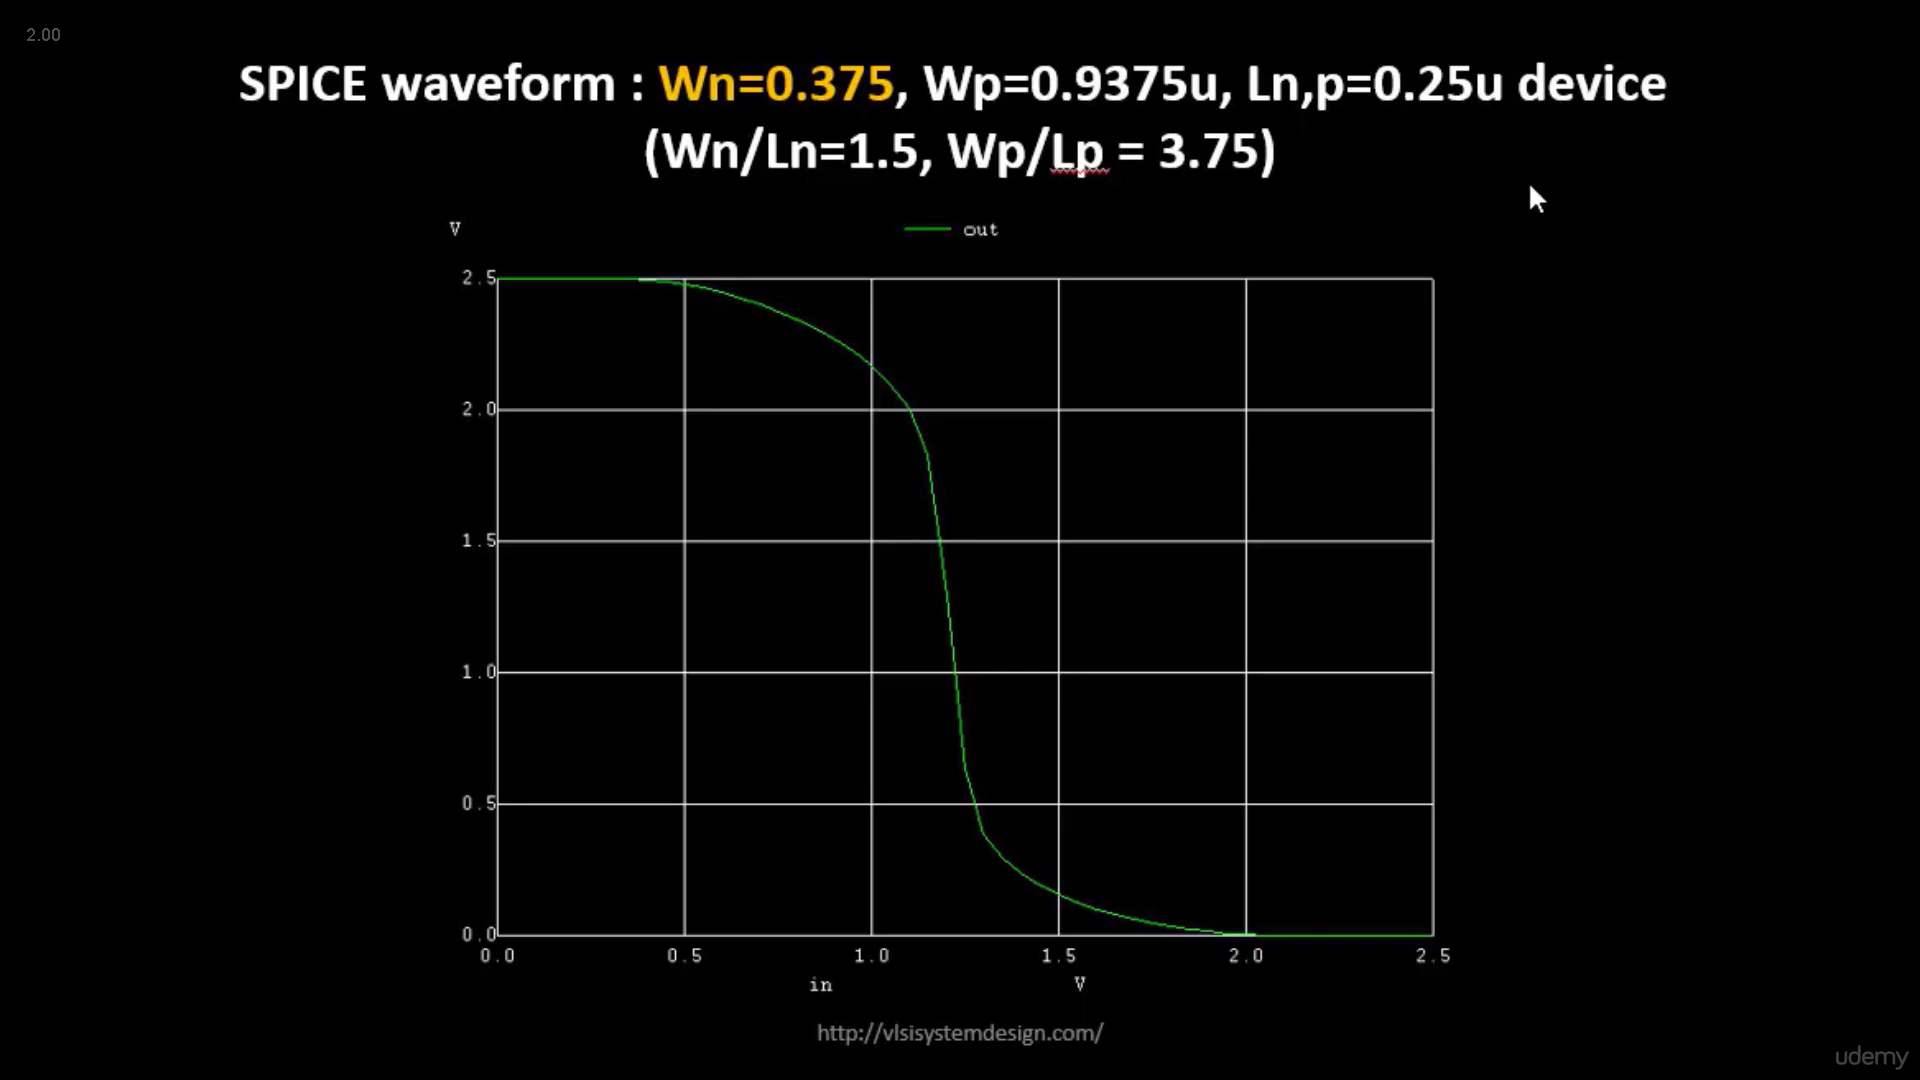 2.00
SPICE waveform : Wn=0.375, Wp=0.9375u, Ln,p=0.25u device
(Wn/Ln=1.5, Wp/Lp = 3.75)
V
out
2.5
2.0
1.5
1.0
0.5
0.0
0.0 0.5 1.0 1.5 2.0 2.5
in V
http://vlsisystemdesign.com/
udemy